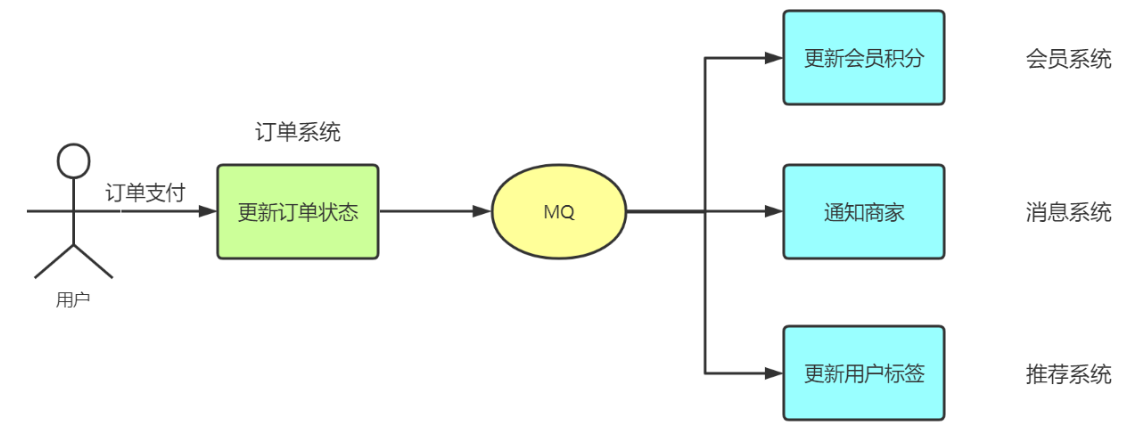 更新会员积分
会员系统
订单系统
订单支付
更新订单状态
MQ
通知商家
消息系统
用户
更新用户标签
推荐系统